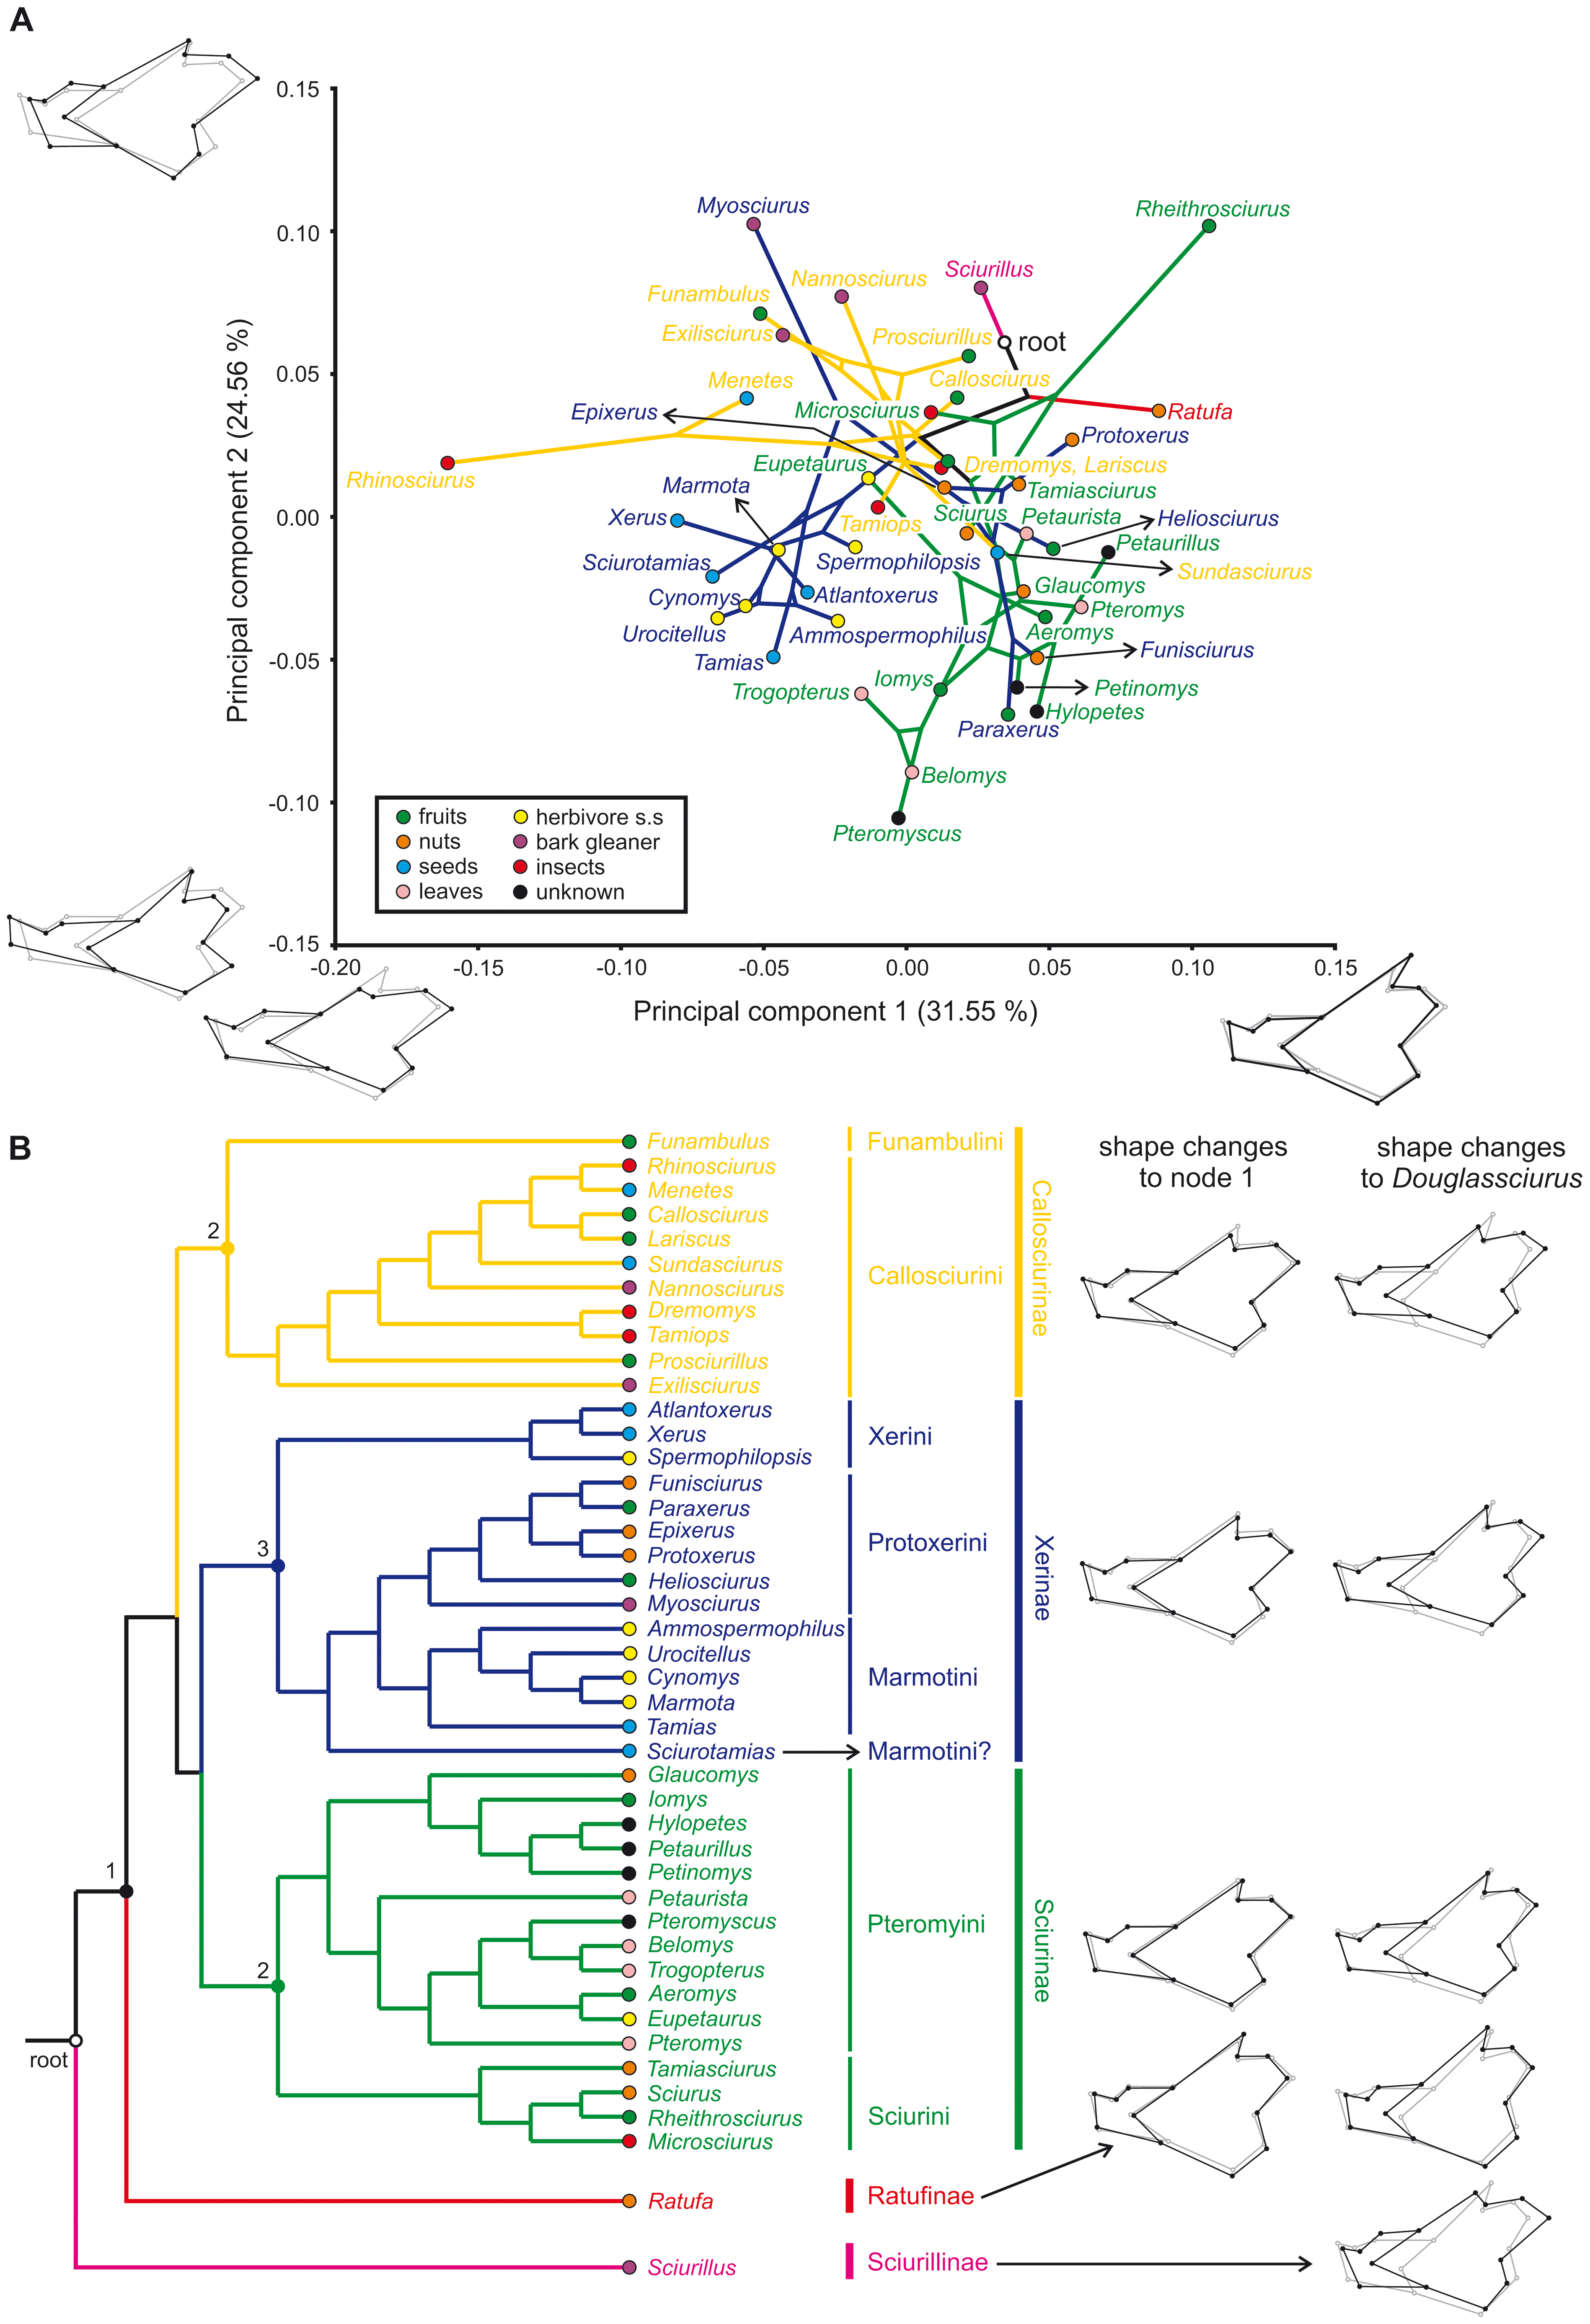 A
0.15
0.10
0.05
0.00
-0.05
-0.10
-0.15
Principal component 2 (24.56 %)
-0.20
-0.15
-0.10
-0.05
0.00
0.05
0.10
0.15
Principal component 1 (31.55 %)
Myosciurus
Rheithrosciurus
Sciurillus
Nannosciurus
Funambulus
Exilisciurus
Prosciurillus
root
Menetes
Callosciurus
Epixerus
Microsciurus
Ratufa
Protoxerus
Rhinosciurus
Eupetaurus
Dremomys, Lariscus
Marmota
Tamiasciurus
Xerus
Tamiops
Sciurus
Petaurista
Heliosciurus
Petaurillus
Sciurotamias
Spermophilopsis
Sundasciurus
Cynomys
Atlantoxerus
Glaucomys
Pteromys
Urocitellus
Ammospermophilus
Aeromys
Tamias
Funisciurus
Trogopterus
Iomys
Petinomys
Hylopetes
Paraxerus
Belomys
Pteromyscus
fruits
nuts
seeds
leaves
herbivore s.s
bark gleaner
insects
unknown
B
shape changes
to node 1
shape changes
to Douglassciurus
2
3
1
2
root
Funambulus
Rhinosciurus
Menetes
Callosciurus
Lariscus
Sundasciurus
Nannosciurus
Dremomys
Tamiops
Prosciurillus
Exilisciurus
Atlantoxerus
Xerus
Spermophilopsis
Funisciurus
Paraxerus
Epixerus
Protoxerus
Heliosciurus
Myosciurus
Ammospermophilus
Urocitellus
Cynomys
Marmota
Tamias
Sciurotamias
Glaucomys
Iomys
Hylopetes
Petaurillus
Petinomys
Petaurista
Pteromyscus
Belomys
Trogopterus
Aeromys
Eupetaurus
Pteromys
Tamiasciurus
Sciurus
Rheithrosciurus
Microsciurus
Ratufa
Sciurillus
Funambulini
Callosciurini
Xerini
Protoxerini
Marmotini
Marmotini?
Pteromyini
Sciurini
Ratufinae
Sciurillinae
Callosciurinae
Xerinae
Sciurinae